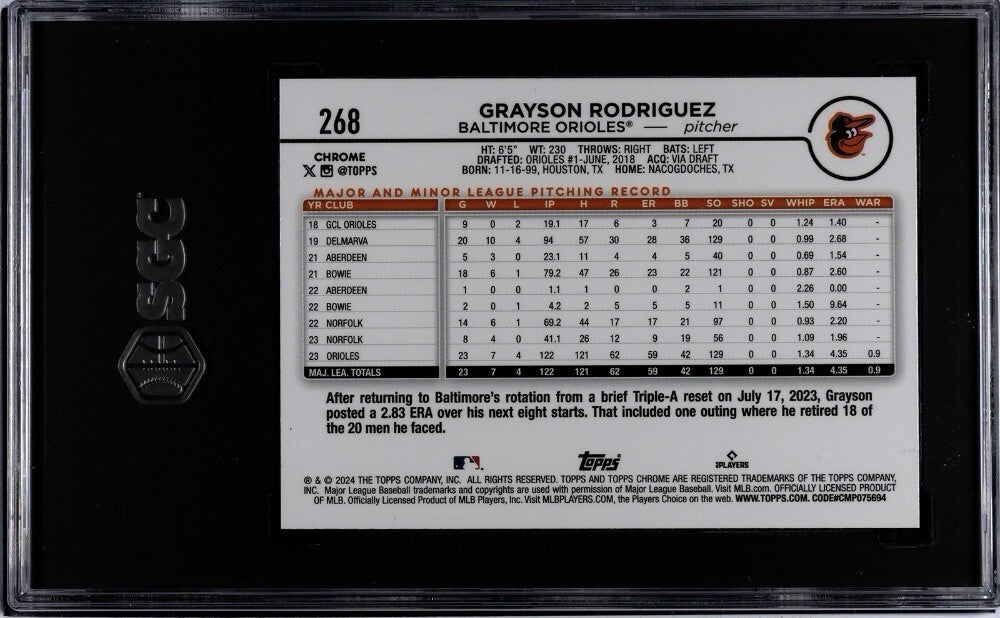 268
GRAYSON RODRIGUEZ
BALTIMORE ORIOLES® — pitcher
HT: 6'5" WT: 230 THROWS: RIGHT BATS: LEFT
DRAFTED: ORIOLES #1-JUNE, 2018 ACQ: VIA DRAFT
BORN: 11-16-99, HOUSTON, TX HOME: NACOGDOCHES, TX
CHROME
X @TOPPS
MAJOR AND MINOR LEAGUE PITCHING RECORD
YR CLUB G W L IP H R ER BB SO SHO SV WHIP ERA WAR
18 GCL ORIOLES 9 0 2 19.1 17 6 3 7 20 0 0 1.24 1.40 -
19 DELMARVA 20 10 4 94 57 30 28 36 129 0 0 0.99 2.68 -
21 ABERDEEN 5 3 0 23.1 11 4 4 5 40 0 0 0.69 1.54 -
21 BOWIE 18 6 1 79.2 47 26 23 22 121 0 0 0.87 2.60 -
22 ABERDEEN 1 0 0 1.1 1 0 0 2 1 0 0 2.26 0.00 -
22 BOWIE 2 0 1 4.2 2 5 5 5 11 0 0 1.50 9.64 -
22 NORFOLK 14 6 1 69.2 44 17 17 21 97 0 0 0.93 2.20 -
23 NORFOLK 8 4 0 41.1 26 12 9 19 56 0 0 1.09 1.96 -
23 ORIOLES 23 7 4 122 121 62 59 42 129 0 0 1.34 4.35 0.9
MAJ. LEA. TOTALS 23 7 4 122 121 62 59 42 129 0 0 1.34 4.35 0.9
After returning to Baltimore's rotation from a brief Triple-A reset on July 17, 2023, Grayson
posted a 2.83 ERA over his next eight starts. That included one outing where he retired 18 of
the 20 men he faced.
Topps
PLAYERS
® & © 2024 THE TOPPS COMPANY, INC. ALL RIGHTS RESERVED. TOPPS AND TOPPS CHROME ARE REGISTERED TRADEMARKS OF THE TOPPS COMPANY,
INC. Major League Baseball trademarks and copyrights are used with permission of Major League Baseball. Visit MLB.com. OFFICIALLY LICENSED PRODUCT
OF MLB. Officially Licensed Product of MLB Players, Inc. Visit MLBPLAYERS.COM, the Players Choice on the web. WWW.TOPPS.COM. CODE#CMP075694
SGC